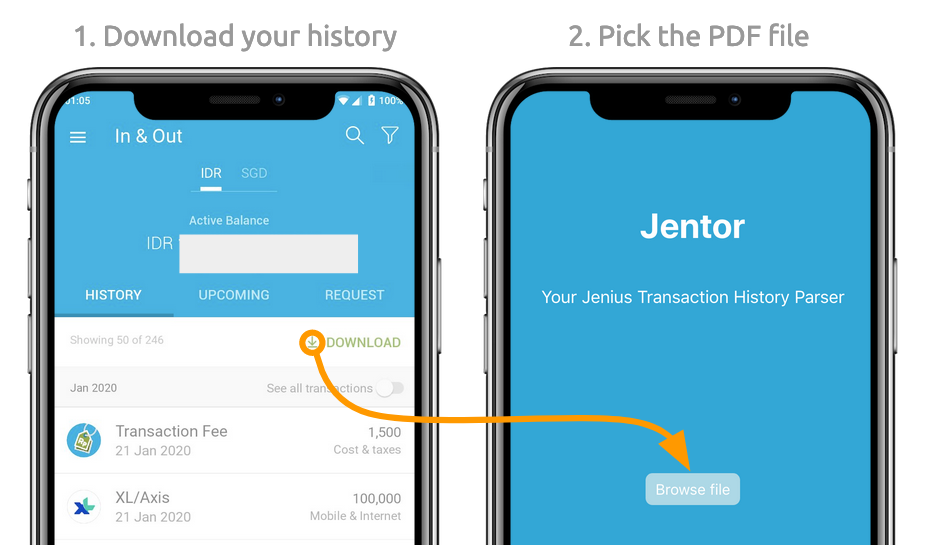 1. Download your history
2. Pick the PDF file
01:05
100%
In & Out
IDR SGD
Active Balance
IDR
HISTORY UPCOMING REQUEST
Showing 50 of 246
DOWNLOAD
Jan 2020
See all transactions
Transaction Fee
1,500
21 Jan 2020
Cost & taxes
XL/Axis
100,000
21 Jan 2020
Mobile & Internet
Jentor
Your Jenius Transaction History Parser
Browse file